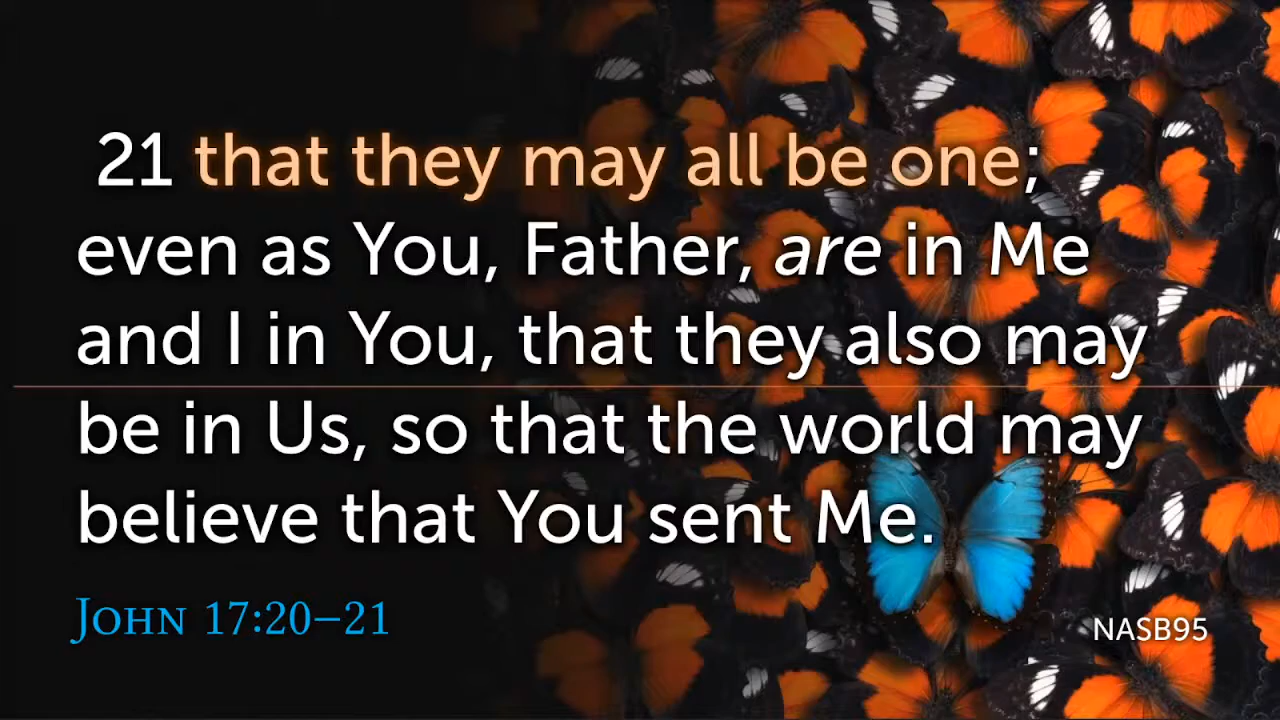 21 that they may all be one;
even as You, Father, are in Me
and I in You, that they also may
be in Us, so that the world may
believe that You sent Me.
John 17:20–21
NASB95